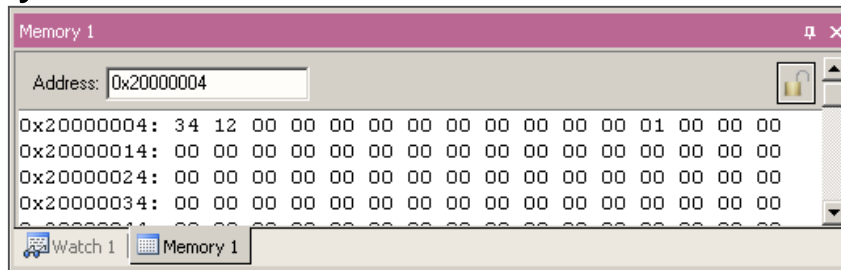 Memory 1
Address: 0x20000004
0x20000004: 34 12 00 00 00 00 00 00 00 00 00 00 01 00 00 00
0x20000014: 00 00 00 00 00 00 00 00 00 00 00 00 00 00 00 00
0x20000024: 00 00 00 00 00 00 00 00 00 00 00 00 00 00 00 00
0x20000034: 00 00 00 00 00 00 00 00 00 00 00 00 00 00 00 00
Watch 1 Memory 1